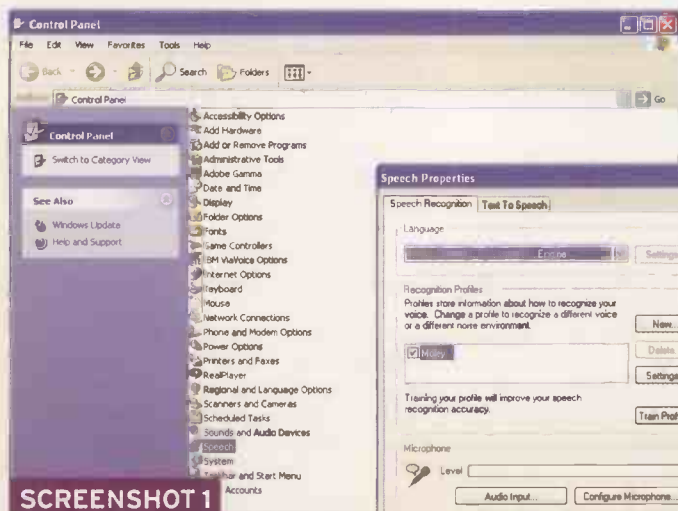 Control Panel
File Edit View Favorites Tools Help
Back Search Folders
Control Panel Go
Control Panel
Switch to Category View
See Also
Windows Update
Help and Support
Accessibility Options
Add Hardware
Add or Remove Programs
Administrative Tools
Adobe Gamma
Date and Time
Display
Folder Options
Fonts
Game Controllers
IBM ViaVoice Options
Internet Options
Keyboard
Mouse
Network Connections
Phone and Modem Options
Power Options
Printers and Faxes
RealPlayer
Regional and Language Options
Scanners and Cameras
Scheduled Tasks
Sounds and Audio Devices
Speech
System
Taskbar and Start Menu
Accounts
Speech Properties
Speech Recognition Text To Speech
Language
Settings
Recognition Profiles
Profiles store information about how to recognize your
voice. Change a profile to recognize a different voice
or a different noise environment.
New...
Delete
Settings
Training your profile will improve your speech
recognition accuracy.
Train Prof
Microphone
Level
Audio Input... Configure Microphone...
SCREENSHOT 1